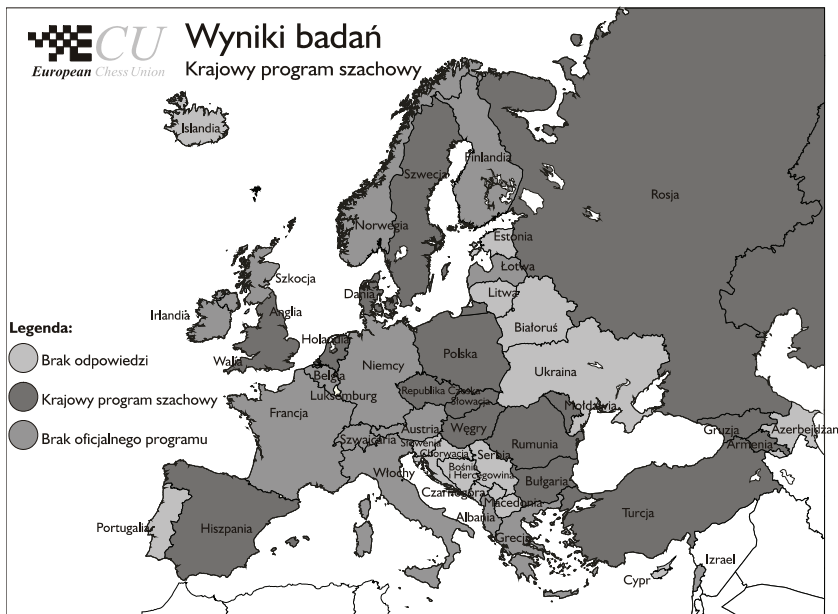 ECU
European Chess Union
Wyniki badań
Krajowy program szachowy
Islandia
Szwecja
Finlandia
Rosja
Norwegia
Estonia
Szkocja
Łotwa
Dania
Litwa
Irlandia
Anglia
Legenda:
Białoruś
Holandia
Brak odpowiedzi
Walia
Polska
Niemcy
Belgia
Ukraina
Luksemburg
Republika Czeska
Krajowy program szachowy
Słowacja
Mołdawia
Francja
Brak oficjalnego programu
Austria
Węgry
Gruzja
Azerbejdżan
Szwajcaria
Słowenia
Rumunia
Armenia
Chorwacja
Serbia
Włochy
Bośnia
i Hercegowina
Bułgaria
Czarnogóra
Macedonia
Portugalia
Hiszpania
Albania
Turcja
Grecja
Izrael
Cypr